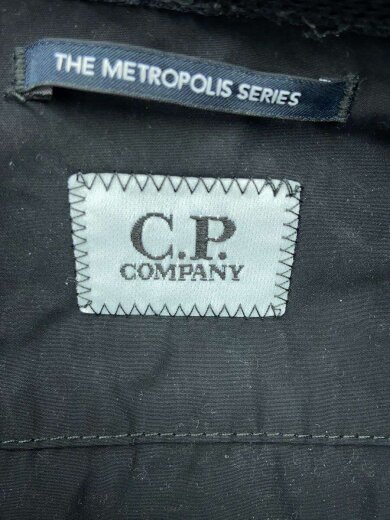 THE METROPOLIS SERIES
C.P.
COMPANY